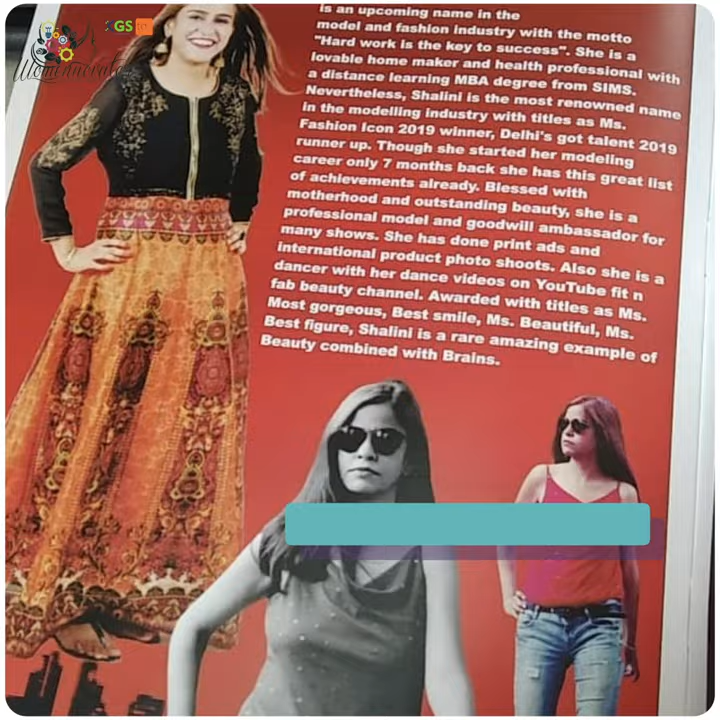 GS
Womennovator
is an upcoming name in the
model and fashion industry with the motto
"Hard work is the key to success". She is a
lovable home maker and health professional with
a distance learning MBA degree from SIMS.
Nevertheless, Shalini is the most renowned name
in the modelling industry with titles as Ms.
Fashion Icon 2019 winner, Delhi's got talent 2019
runner up. Though she started her modeling
career only 7 months back she has this great list
of achievements already. Blessed with
motherhood and outstanding beauty, she is a
professional model and goodwill ambassador for
many shows. She has done print ads and
international product photo shoots. Also she is a
dancer with her dance videos on YouTube fit n
fab beauty channel. Awarded with titles as Ms.
Most gorgeous, Best smile, Ms. Beautiful, Ms.
Best figure, Shalini is a rare amazing example of
Beauty combined with Brains.